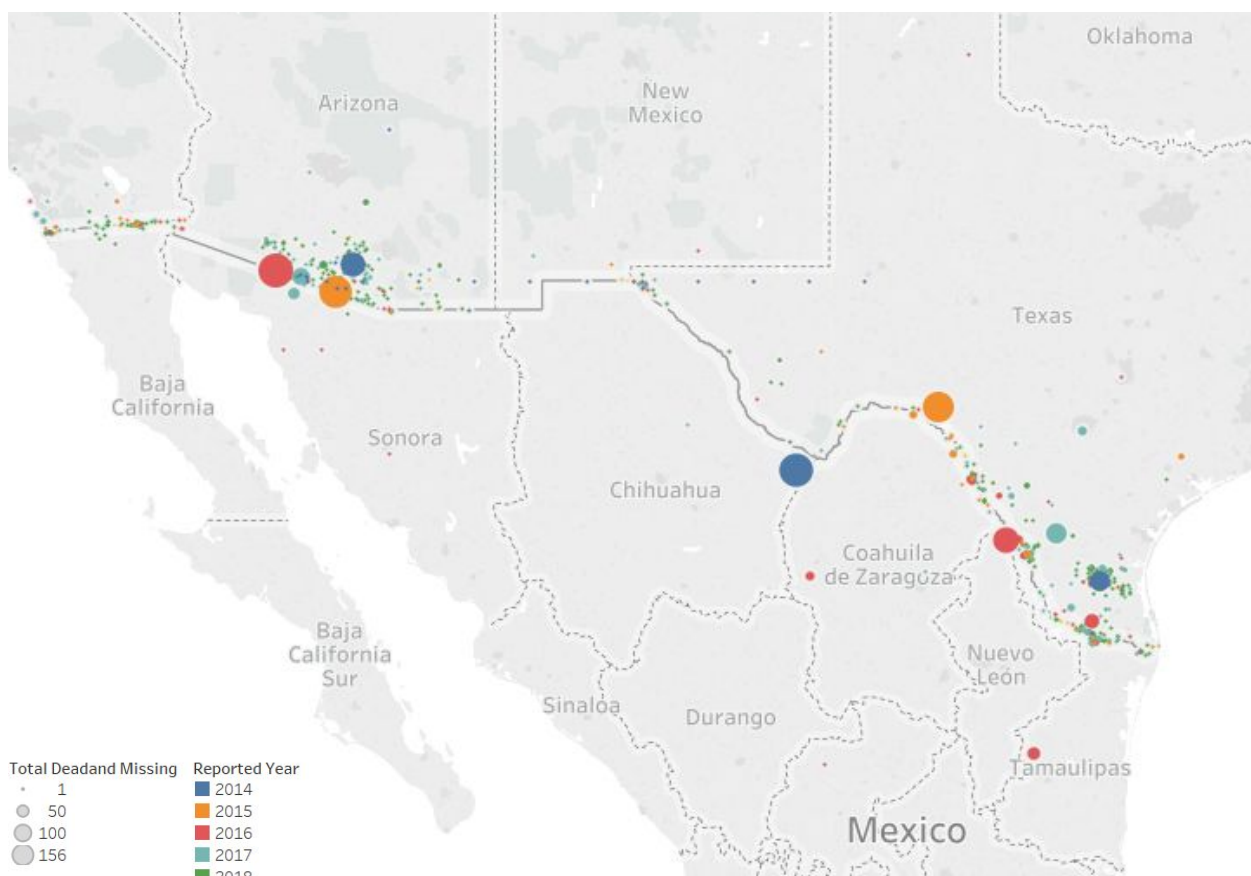 Oklahoma
Arizona
New
Mexico
Texas
Baja
California
Sonora
Chihuahua
Coahuila
de Zaragoza
Baja
California
Sur
Nuevo
León
Sinaloa
Durango
Tamaulipas
Mexico
Total Deadand Missing
1
50
100
156
Reported Year
2014
2015
2016
2017
2018